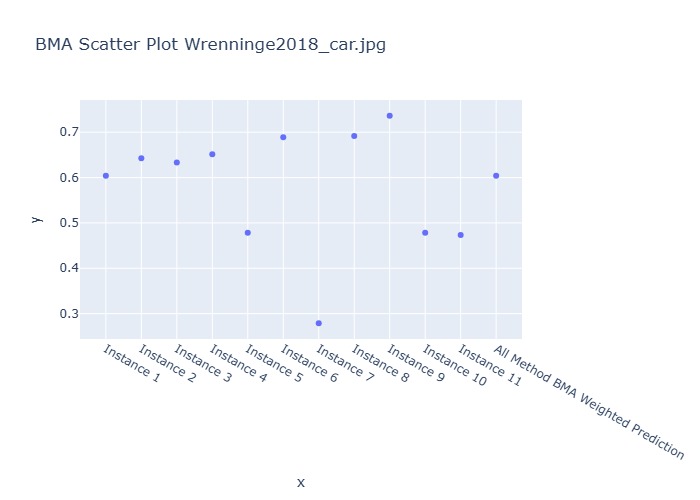 BMA Scatter Plot Wrenninge2018_car.jpg
0.7
0.6
0.5
0.4
0.3
y
Instance 1
Instance 2
Instance 3
Instance 4
Instance 5
Instance 6
Instance 7
Instance 8
Instance 9
Instance 10
Instance 11
All Method BMA Weighted Prediction
x